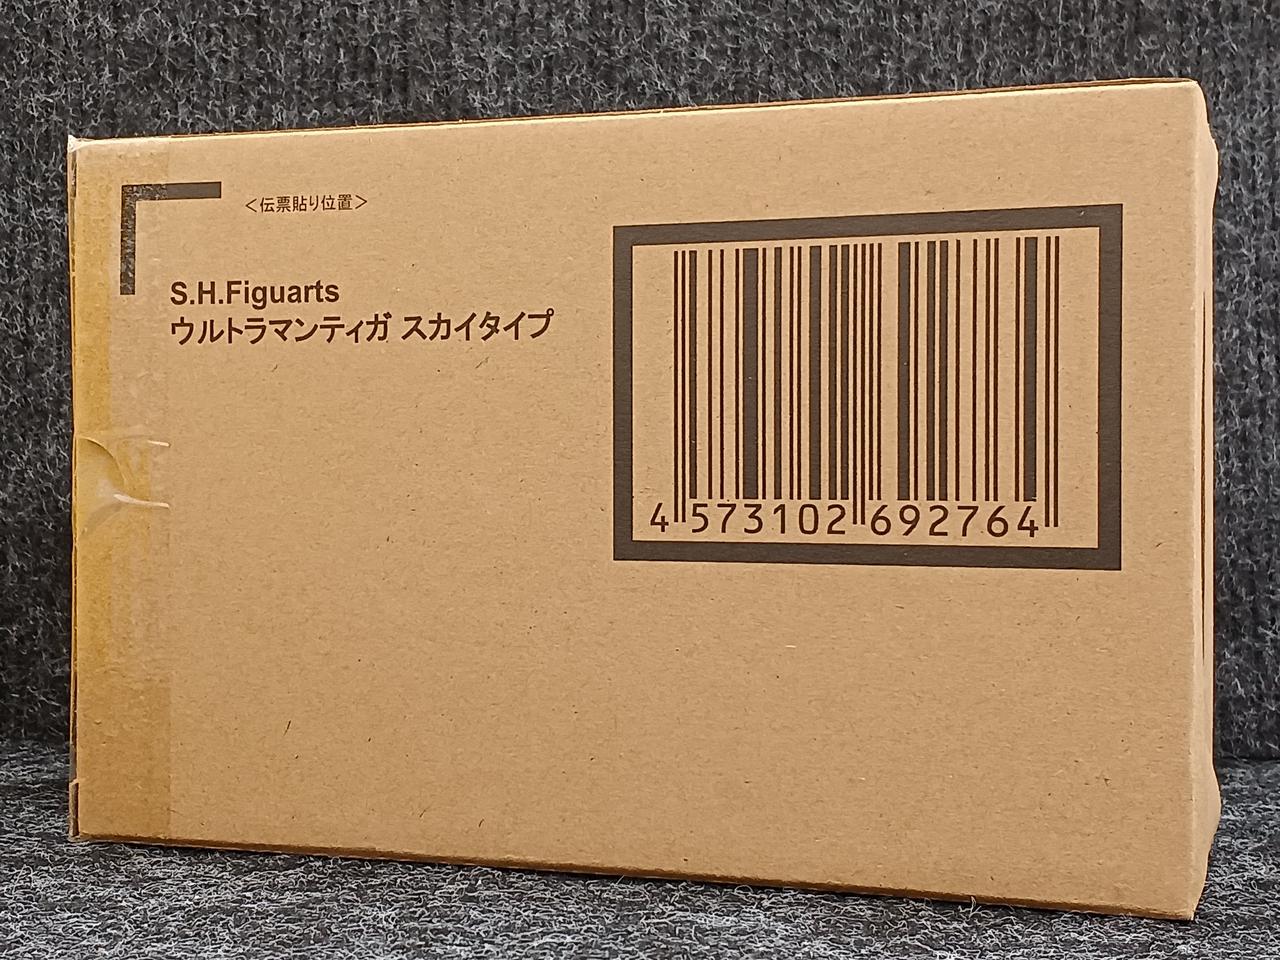 ＜伝票貼り位置＞
S.H.Figuarts
ウルトラマンティガ スカイタイプ
4 573102 692764